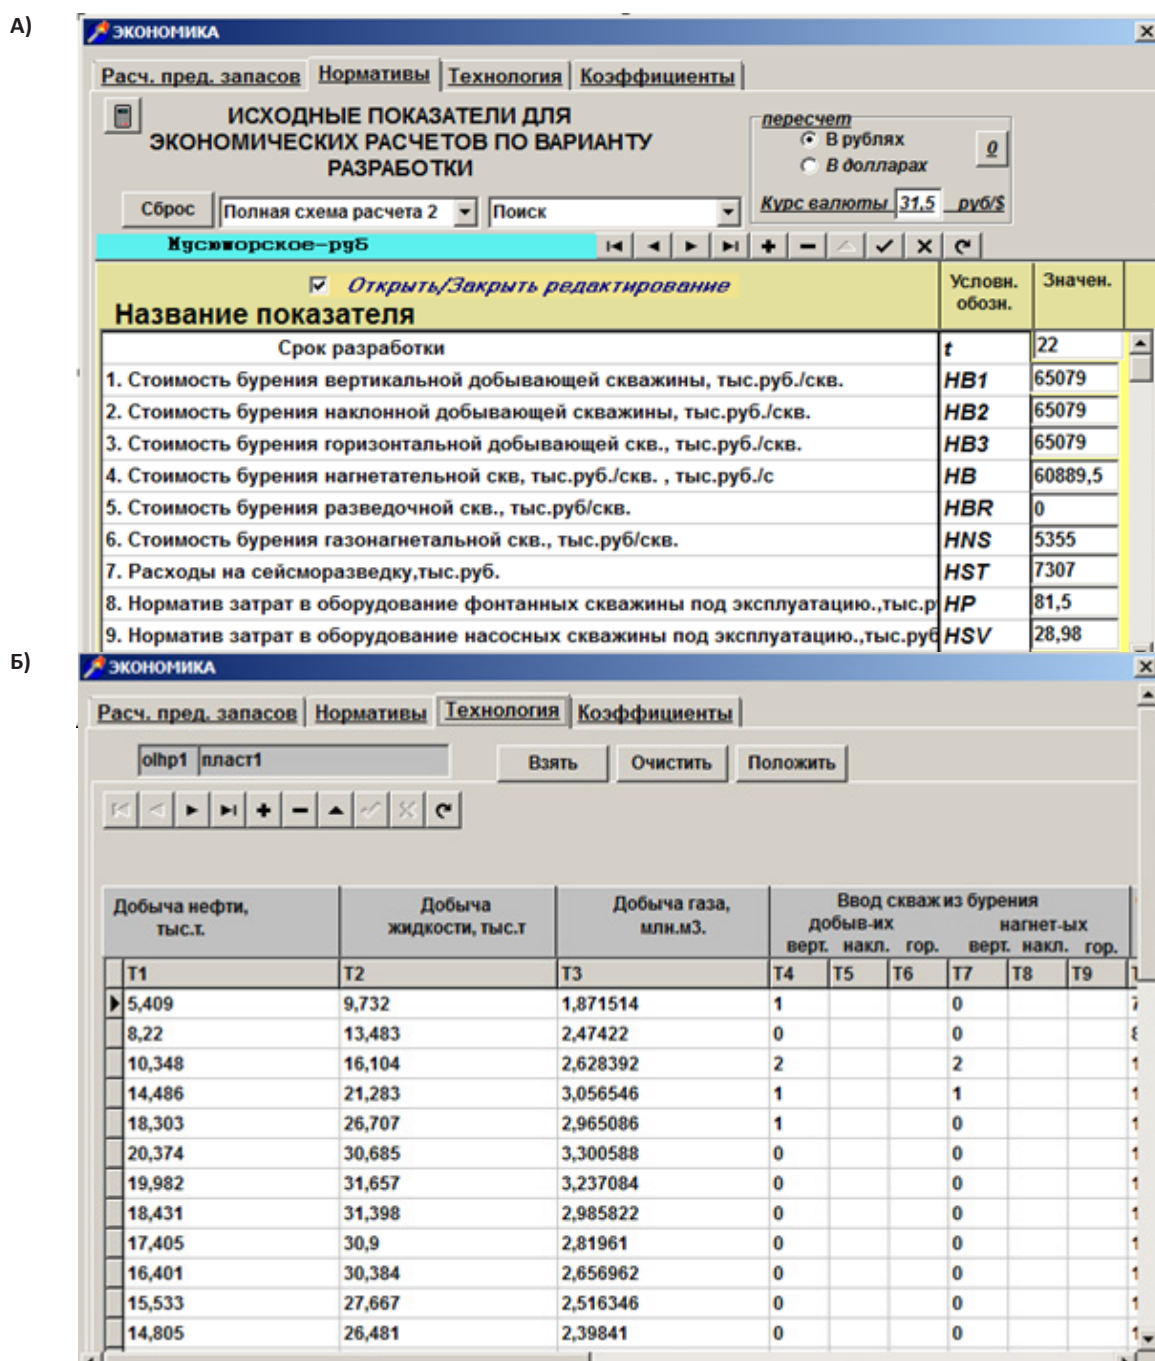 А)
ЭКОНОМИКА
Расч. пред. запасов Нормативы Технология Коэффициенты
ИСХОДНЫЕ ПОКАЗАТЕЛИ ДЛЯ
ЭКОНОМИЧЕСКИХ РАСЧЕТОВ ПО ВАРИАНТУ
РАЗРАБОТКИ
пересчет
В рублях
В долларах
0
Курс валюты 31,5 руб/$
Сброс Полная схема расчета 2 Поиск
Мусюморское-руб
Открыть/Закрыть редактирование
Название показателя
Условн. обозн.
Значен.
Срок разработки t 22
1. Стоимость бурения вертикальной добывающей скважины, тыс.руб./скв. НВ1 65079
2. Стоимость бурения наклонной добывающей скважины, тыс.руб./скв. НВ2 65079
3. Стоимость бурения горизонтальной добывающей скв., тыс.руб./скв. НВ3 65079
4. Стоимость бурения нагнетательной скв, тыс.руб./скв. , тыс.руб./с НВ 60889,5
5. Стоимость бурения разведочной скв., тыс.руб/скв. HBR 0
6. Стоимость бурения газонагнетальной скв., тыс.руб/скв. HNS 5355
7. Расходы на сейсморазведку,тыс.руб. HST 7307
8. Норматив затрат в оборудование фонтанных скважины под эксплуатацию.,тыс.р HP 81,5
9. Норматив затрат в оборудование насосных скважины под эксплуатацию.,тыс.руб HSV 28,98
Б)
ЭКОНОМИКА
Расч. пред. запасов Нормативы Технология Коэффициенты
olhp1 пласт1 Взять Очистить Положить
Добыча нефти, тыс.т.
Добыча жидкости, тыс.т
Добыча газа, млн.м3.
Ввод скваж из бурения
добыв-их нагнет-ых
верт. накл. гор. верт. накл. гор.
T1 T2 T3 T4 T5 T6 T7 T8 T9
5,409 9,732 1,871514 1 0
8,22 13,483 2,47422 0 0
10,348 16,104 2,628392 2 2
14,486 21,283 3,056546 1 1
18,303 26,707 2,965086 1 0
20,374 30,685 3,300588 0 0
19,982 31,657 3,237084 0 0
18,431 31,398 2,985822 0 0
17,405 30,9 2,81961 0 0
16,401 30,384 2,656962 0 0
15,533 27,667 2,516346 0 0
14,805 26,481 2,39841 0 0